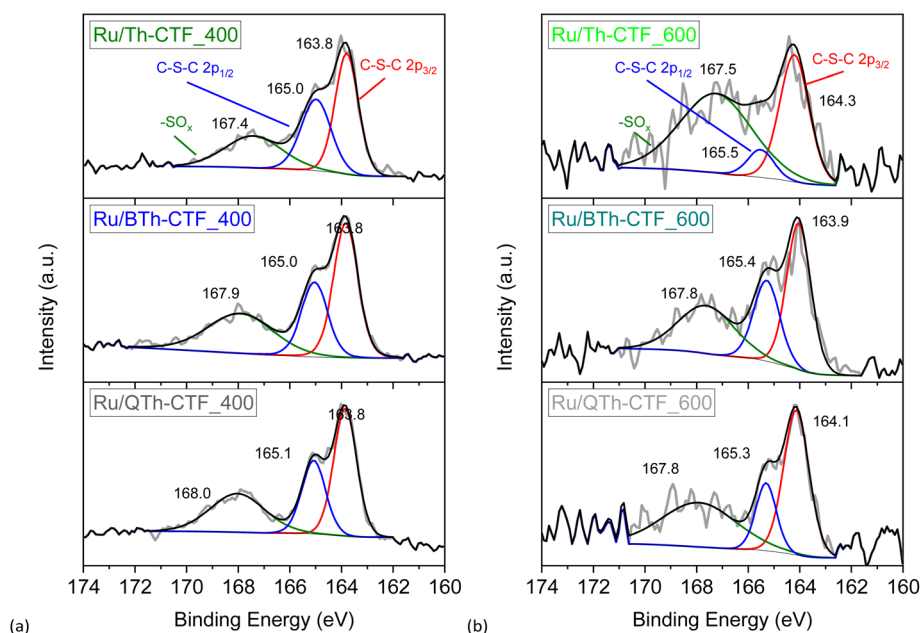 Ru/Th-CTF_400
163.8
C-S-C 2p1/2
165.0
C-S-C 2p3/2
167.4
-SOx
Ru/BTh-CTF_400
163.8
165.0
167.9
Ru/QTh-CTF_400
163.8
165.1
168.0
174 172 170 168 166 164 162 160
Binding Energy (eV)
Intensity (a.u.)
(a)
Ru/Th-CTF_600
C-S-C 2p1/2
167.5
C-S-C 2p3/2
164.3
-SOx
165.5
Ru/BTh-CTF_600
163.9
165.4
167.8
Ru/QTh-CTF_600
164.1
165.3
167.8
174 172 170 168 166 164 162 160
Binding Energy (eV)
Intensity (a.u.)
(b)